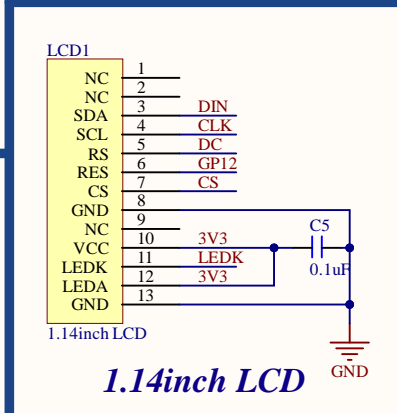 LCD1
NC 1
NC 2
SDA 3 DIN
SCL 4 CLK
RS 5 DC
RES 6 GP12
CS 7 CS
GND 8
NC 9
VCC 10 3V3
LEDK 11 LEDK
LEDA 12 3V3
GND 13
C5
0.1uF
1.14inch LCD
GND
1.14inch LCD